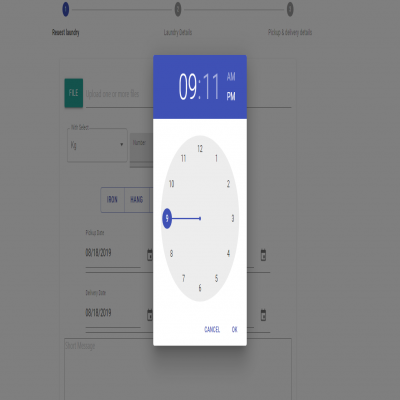 1
2
3
Rewest laundry
Laundry Details
Pickup & delivery details
FILE
Upload one or more files
Item Select
Kg
Number
IRON
HANG
Pickup Date
08/18/2019
Delivery Date
08/18/2019
Your Message
09:11
AM
PM
12
11
1
10
2
9
3
8
4
7
5
6
CANCEL
OK